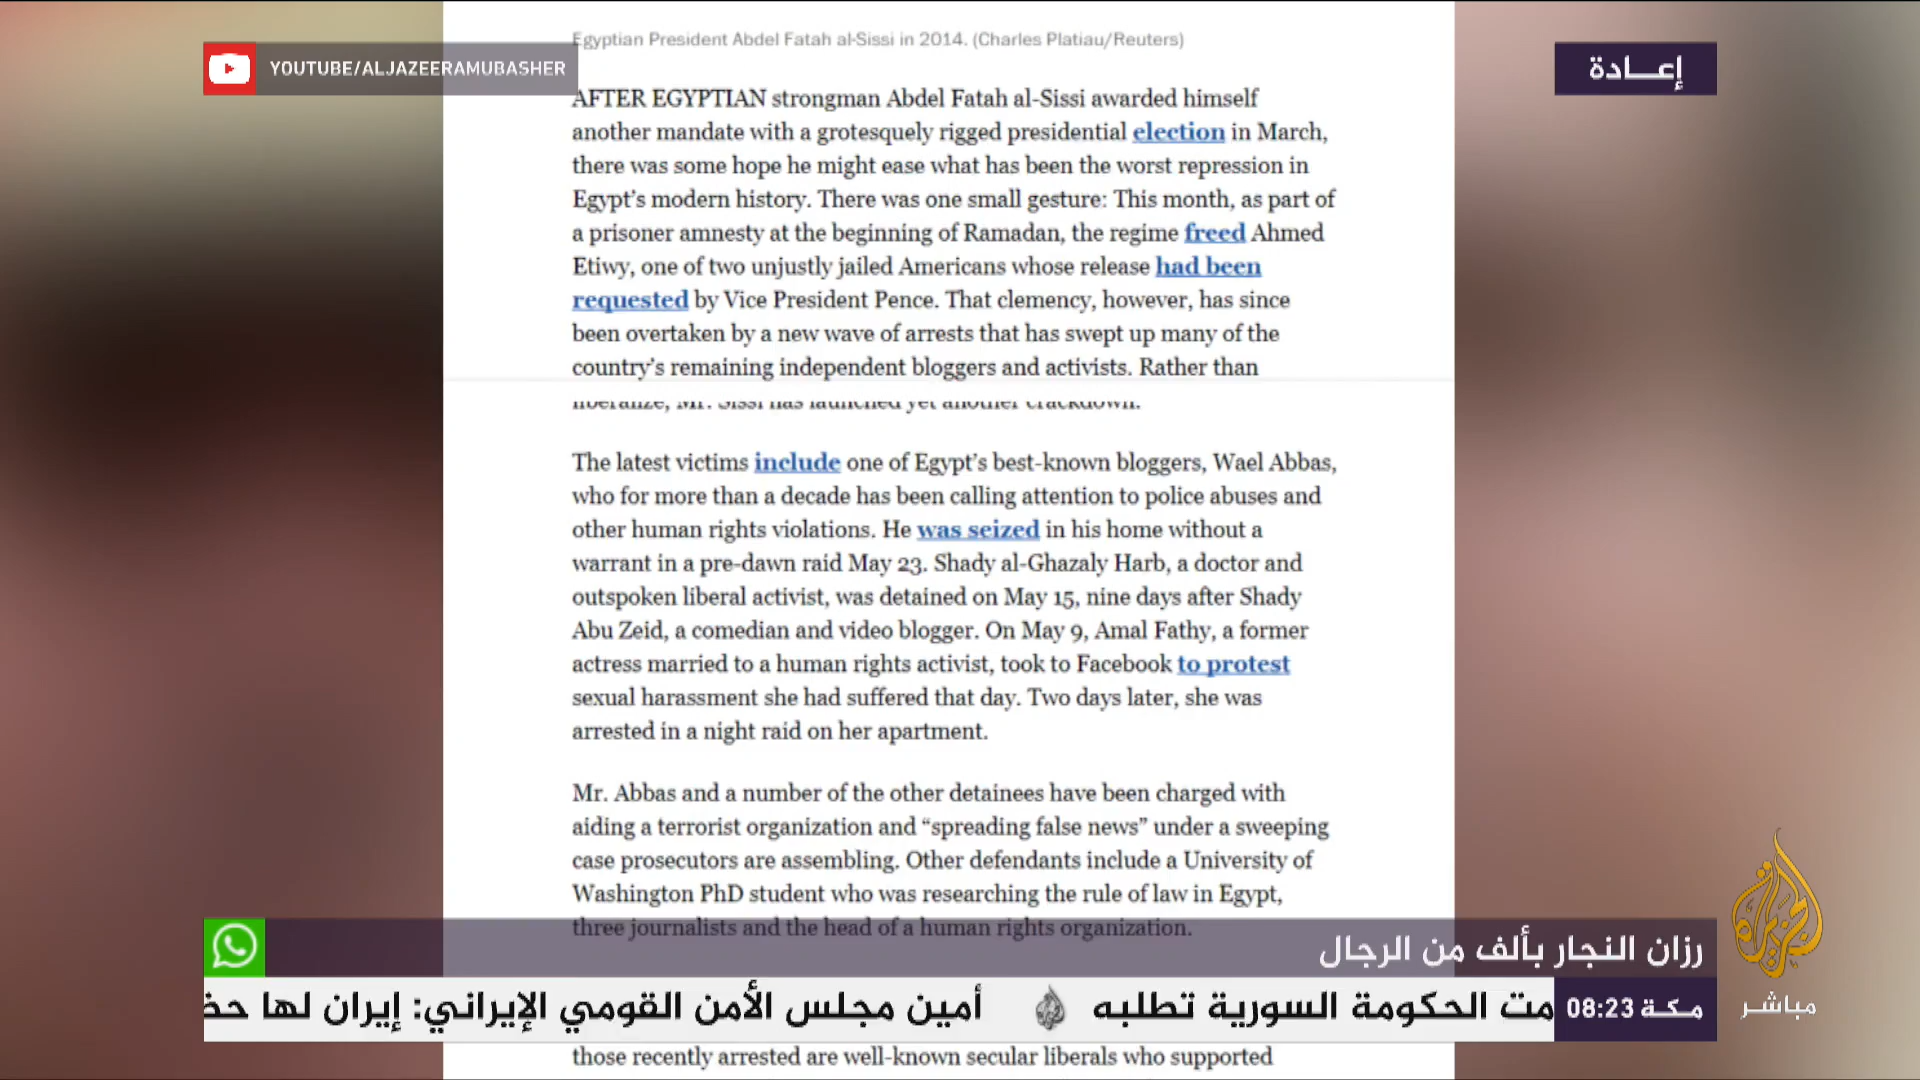 Egyptian President Abdel Fatah al-Sissi in 2014. (Charles Platiau/Reuters)
YOUTUBE/ALJAZEERAMUBASHER
إعــادة
AFTER EGYPTIAN strongman Abdel Fatah al-Sissi awarded himself
another mandate with a grotesquely rigged presidential election in March,
there was some hope he might ease what has been the worst repression in
Egypt’s modern history. There was one small gesture: This month, as part of
a prisoner amnesty at the beginning of Ramadan, the regime freed Ahmed
Etiwy, one of two unjustly jailed Americans whose release had been
requested by Vice President Pence. That clemency, however, has since
been overtaken by a new wave of arrests that has swept up many of the
country’s remaining independent bloggers and activists. Rather than
liberalize, Mr. Sissi has launched yet another crackdown.
The latest victims include one of Egypt’s best-known bloggers, Wael Abbas,
who for more than a decade has been calling attention to police abuses and
other human rights violations. He was seized in his home without a
warrant in a pre-dawn raid May 23. Shady al-Ghazaly Harb, a doctor and
outspoken liberal activist, was detained on May 15, nine days after Shady
Abu Zeid, a comedian and video blogger. On May 9, Amal Fathy, a former
actress married to a human rights activist, took to Facebook to protest
sexual harassment she had suffered that day. Two days later, she was
arrested in a night raid on her apartment.
Mr. Abbas and a number of the other detainees have been charged with
aiding a terrorist organization and “spreading false news” under a sweeping
case prosecutors are assembling. Other defendants include a University of
Washington PhD student who was researching the rule of law in Egypt,
three journalists and the head of a human rights organization.
رزان النجار بألف من الرجال
مكة 08:23
مت الحكومة السورية تطلبه
أمين مجلس الأمن القومي الإيراني: إيران لها حض
الجزيرة
مباشر
those recently arrested are well-known secular liberals who supported